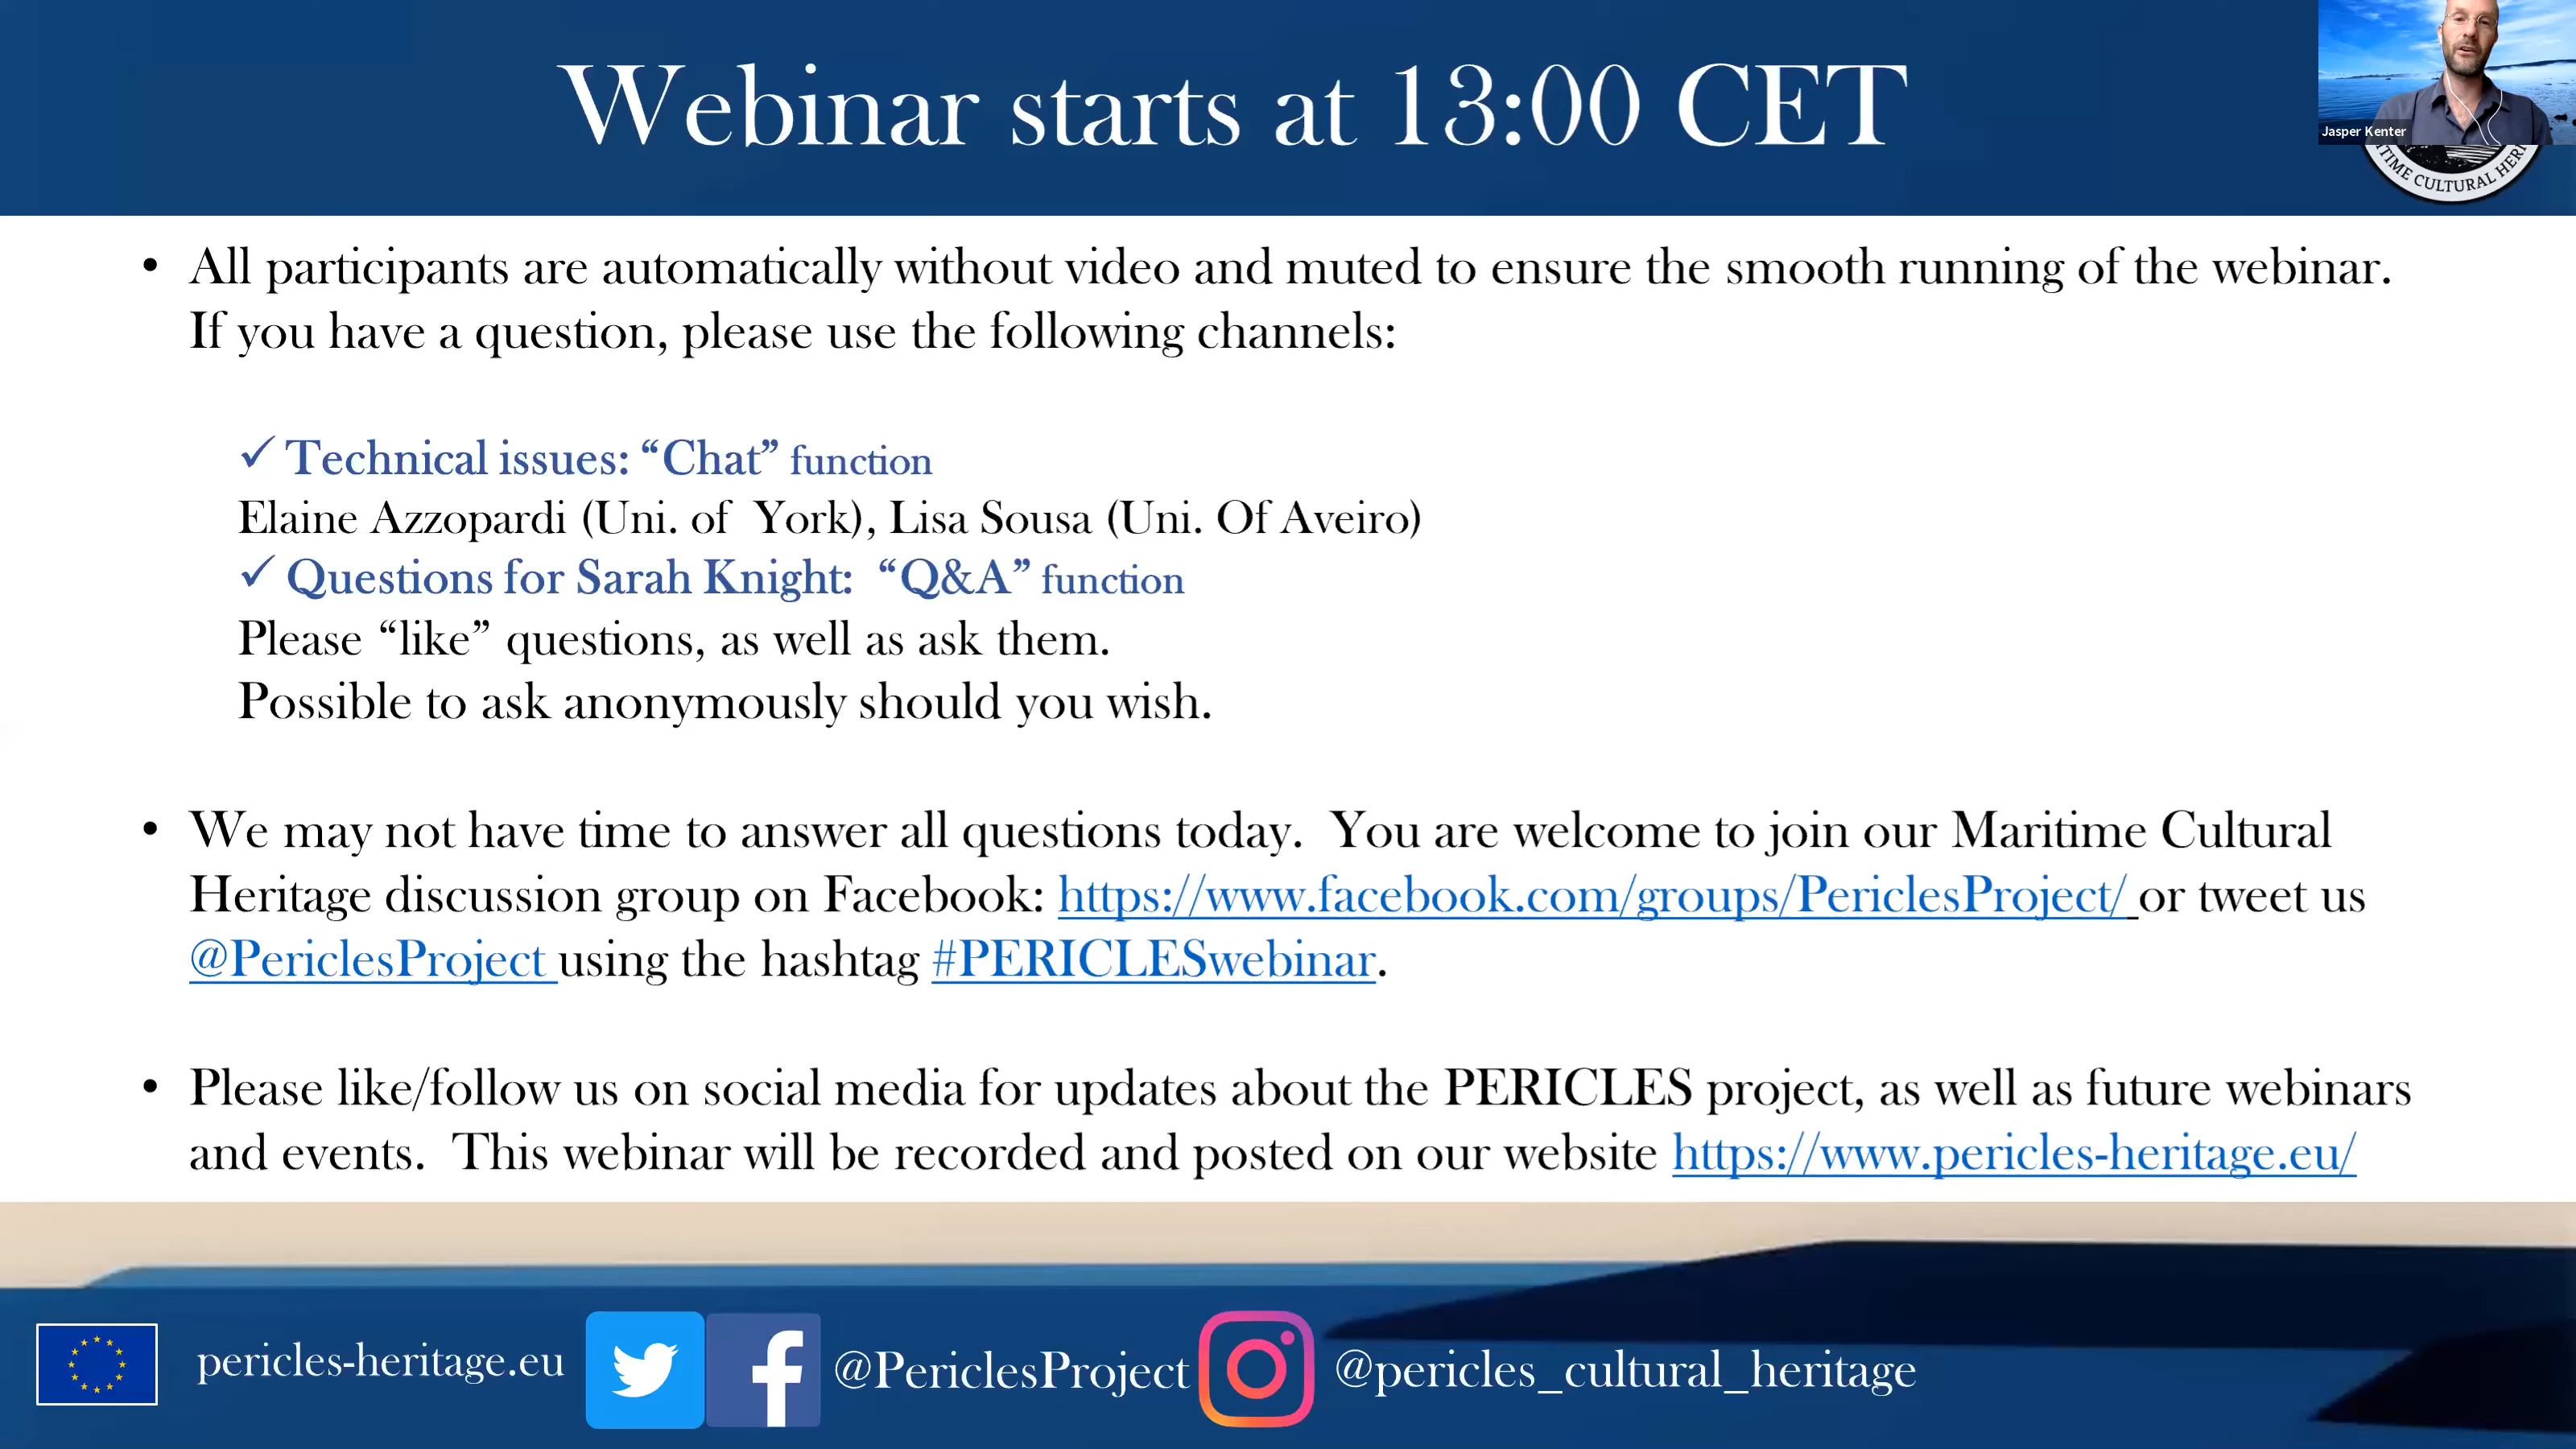 Webinar starts at 13:00 CET
Jasper Kenter
TIME CULTURAL HERI
• All participants are automatically without video and muted to ensure the smooth running of the webinar.
If you have a question, please use the following channels:
✓ Technical issues: “Chat” function
Elaine Azzopardi (Uni. of York), Lisa Sousa (Uni. Of Aveiro)
✓ Questions for Sarah Knight: “Q&A” function
Please “like” questions, as well as ask them.
Possible to ask anonymously should you wish.
• We may not have time to answer all questions today. You are welcome to join our Maritime Cultural
Heritage discussion group on Facebook: https://www.facebook.com/groups/PericlesProject/ or tweet us
@PericlesProject using the hashtag #PERICLESwebinar.
• Please like/follow us on social media for updates about the PERICLES project, as well as future webinars
and events. This webinar will be recorded and posted on our website https://www.pericles-heritage.eu/
pericles-heritage.eu @PericlesProject @pericles_cultural_heritage